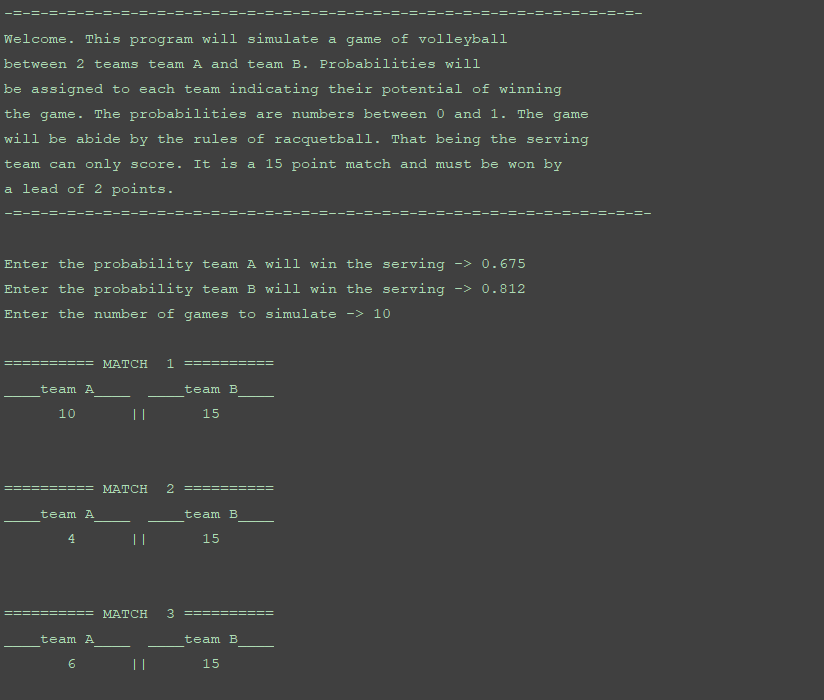 -=-=-=-=-=-=-=-=-=-=-=-=-=-=-=-=-=-=-=-=-=-=-=-=-=-=-=-=-=-=-=-=-=-=-=-
Welcome. This program will simulate a game of volleyball
between 2 teams team A and team B. Probabilities will
be assigned to each team indicating their potential of winning
the game. The probabilities are numbers between 0 and 1. The game
will be abide by the rules of racquetball. That being the serving
team can only score. It is a 15 point match and must be won by
a lead of 2 points.
-=-=-=-=-=-=-=-=-=-=-=-=-=-=-=-=-=-=--=-=-=-=-=-=-=-=-=-=-=-=-=-=-=-=-=-
Enter the probability team A will win the serving -> 0.675
Enter the probability team B will win the serving -> 0.812
Enter the number of games to simulate -> 10
========== MATCH  1 ==========
____team A____  ____team B____
      10      ||      15
========== MATCH  2 ==========
____team A____  ____team B____
       4      ||      15
========== MATCH  3 ==========
____team A____  ____team B____
       6      ||      15